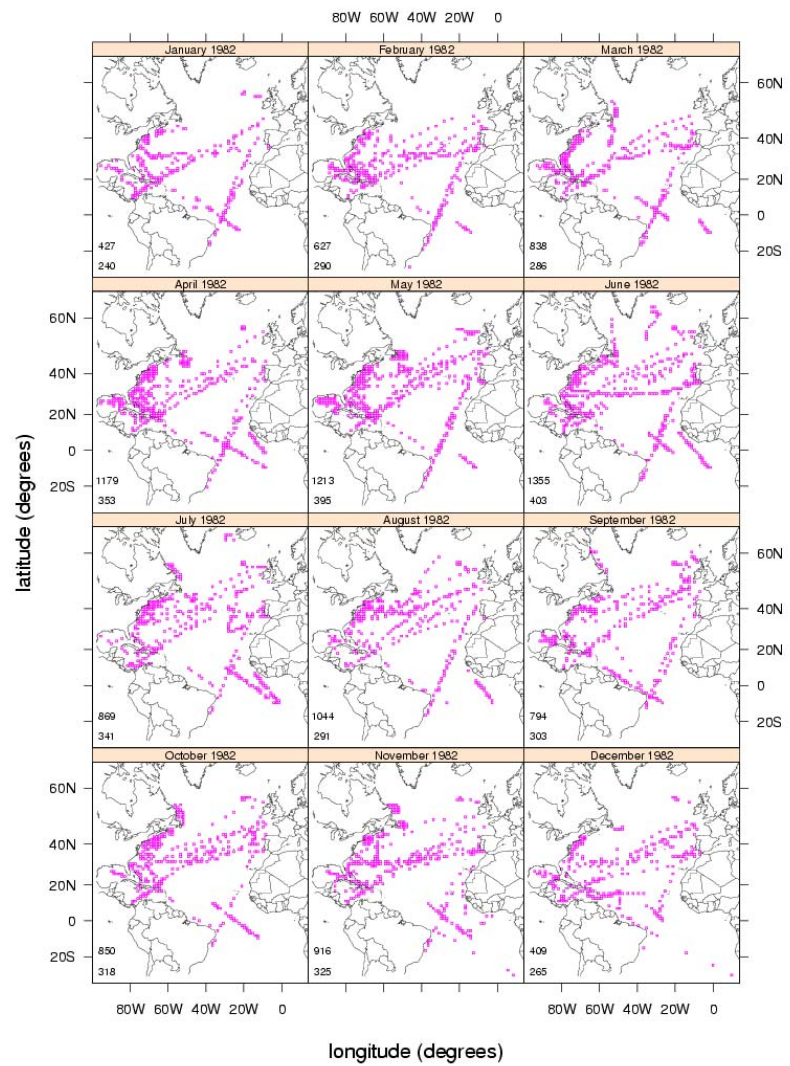 80W 60W 40W 20W 0
January 1982 February 1982 March 1982
60N
40N
20N
0
20S
427 627 838
240 290 286
April 1982 May 1982 June 1982
60N
40N
20N
0
20S
1179 1213 1355
353 395 403
July 1982 August 1982 September 1982
60N
40N
20N
0
20S
869 1044 794
341 291 303
October 1982 November 1982 December 1982
60N
40N
20N
0
20S
850 916 409
318 325 265
80W 60W 40W 20W 0 80W 60W 40W 20W 0
latitude (degrees)
longitude (degrees)